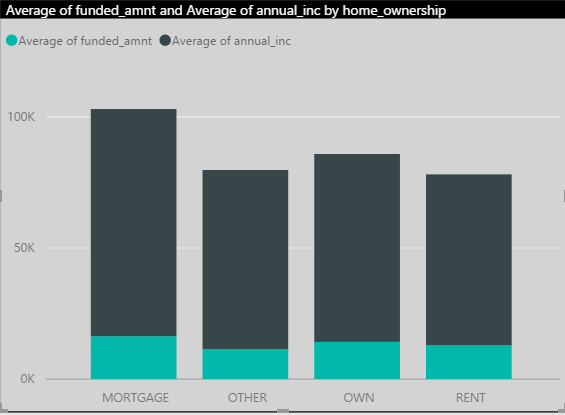 Average of funded_amnt and Average of annual_inc by home_ownership
Average of funded_amnt Average of annual_inc
100K
50K
0K
MORTGAGE OTHER OWN RENT